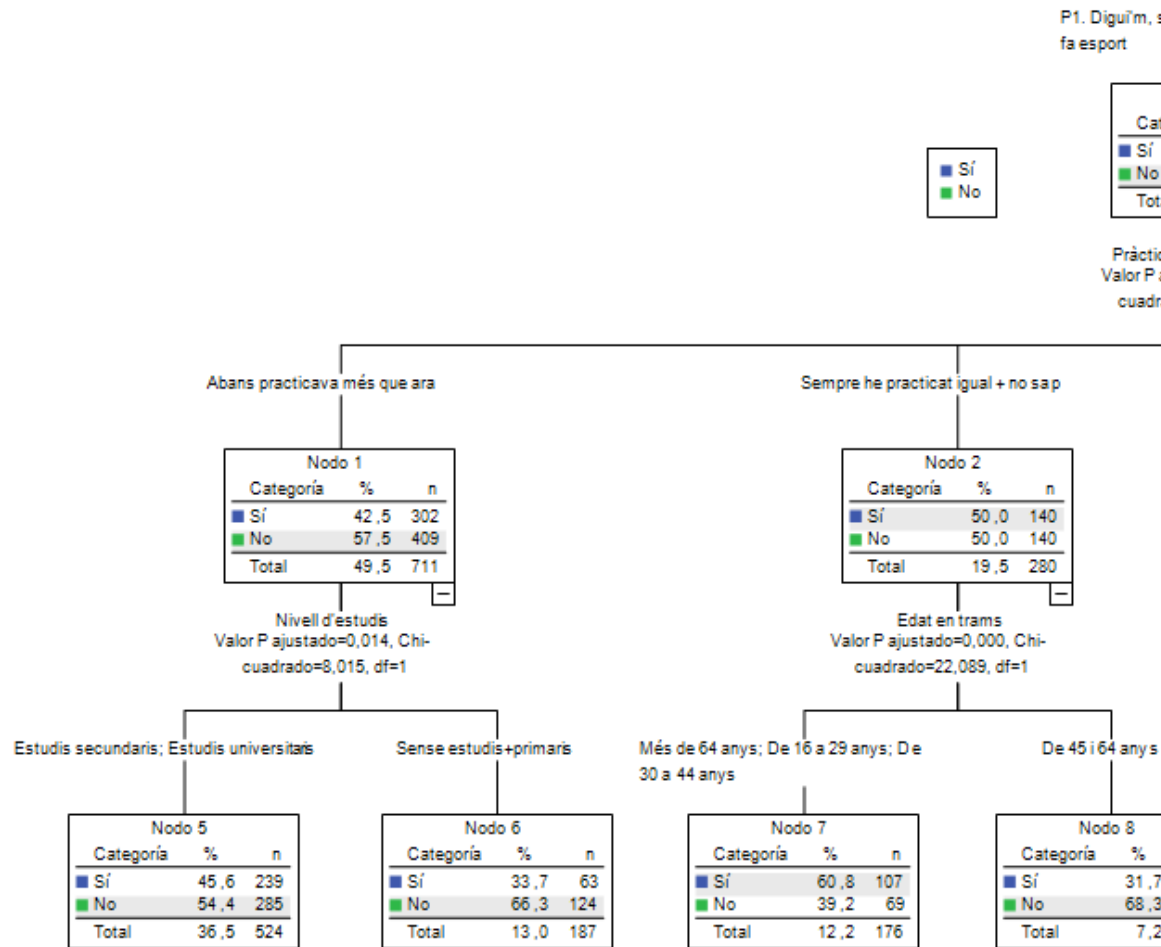 P1. Digui'm, s
fa esport
Sí
No
Ca
Sí
No
Tot
Pràctic
Valor P a
cuadra
Abans practicava més que ara
Sempre he practicat igual + no sap
Nodo 1
Categoría % n
Sí 42,5 302
No 57,5 409
Total 49,5 711
Nodo 2
Categoría % n
Sí 50,0 140
No 50,0 140
Total 19,5 280
Nivell d'estudis
Valor P ajustado=0,014, Chi-
cuadrado=8,015, df=1
Edat en trams
Valor P ajustado=0,000, Chi-
cuadrado=22,089, df=1
Estudis secundaris; Estudis universitaris
Sense estudis+primaris
Més de 64 anys; De 16 a 29 anys; De
30 a 44 anys
De 45 i 64 anys
Nodo 5
Categoría % n
Sí 45,6 239
No 54,4 285
Total 36,5 524
Nodo 6
Categoría % n
Sí 33,7 63
No 66,3 124
Total 13,0 187
Nodo 7
Categoría % n
Sí 60,8 107
No 39,2 69
Total 12,2 176
Nodo 8
Categoría %
Sí 31,7
No 68,3
Total 7,2